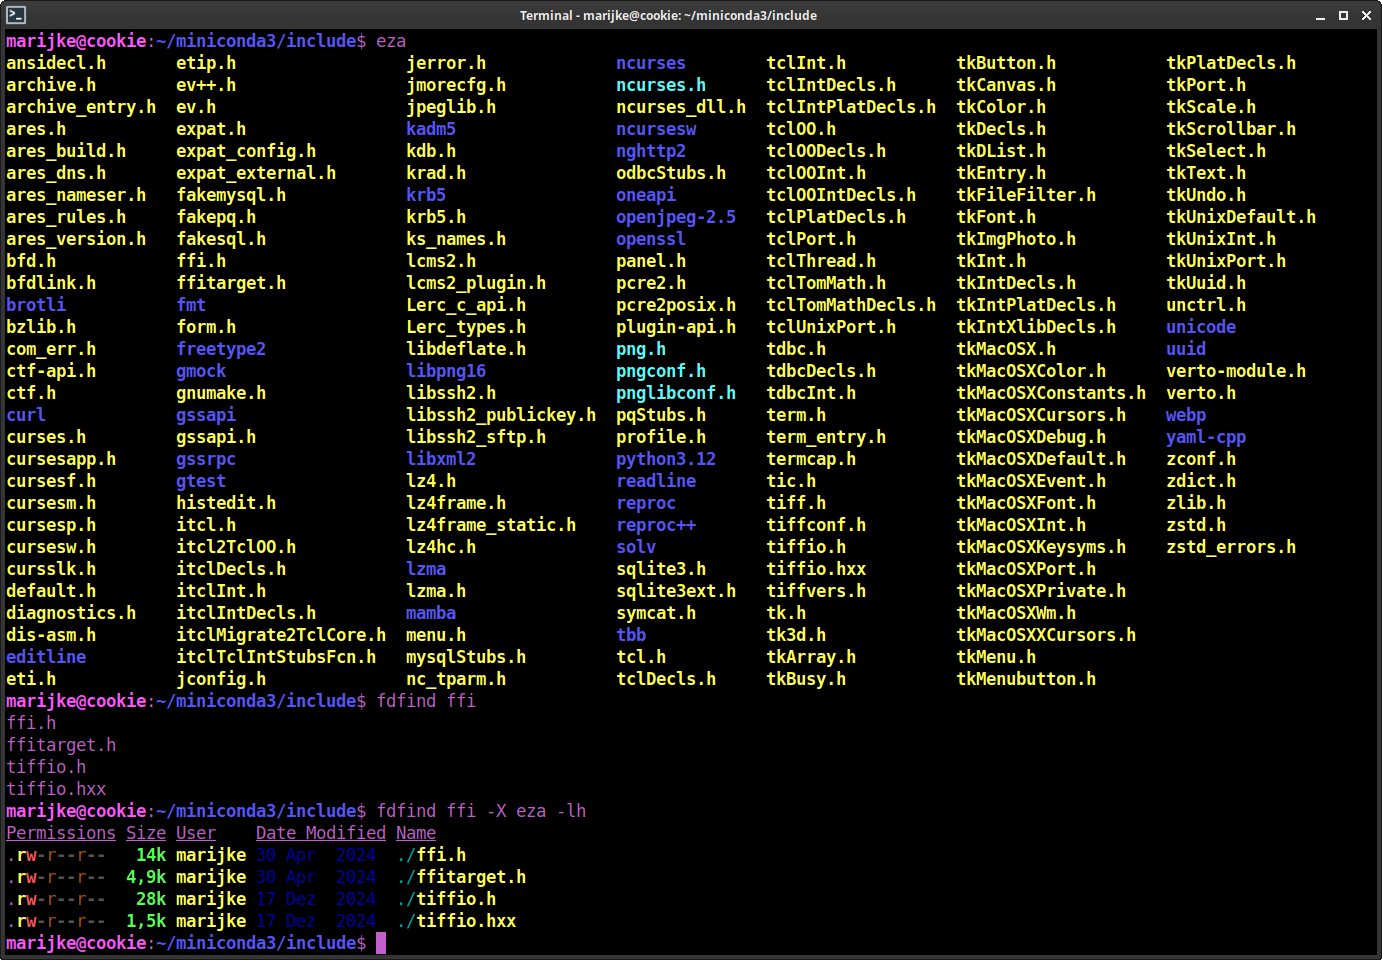 Terminal - marijke@cookie: ~/miniconda3/include
marijke@cookie:~/miniconda3/include$ eza
ansidecl.h etip.h jerror.h ncurses tclInt.h tkButton.h tkPlatDecls.h
archive.h ev++.h jmorecfg.h ncurses.h tclIntDecls.h tkCanvas.h tkPort.h
archive_entry.h ev.h jpeglib.h ncurses_dll.h tclIntPlatDecls.h tkColor.h tkScale.h
ares.h expat.h kadm5 ncursesw tclOO.h tkDecls.h tkScrollbar.h
ares_build.h expat_config.h kdb.h nghttp2 tclOODecls.h tkDList.h tkSelect.h
ares_dns.h expat_external.h krad.h odbcStubs.h tclOOInt.h tkEntry.h tkText.h
ares_nameser.h fakemysql.h krb5 oneapi tclOOIntDecls.h tkFileFilter.h tkUndo.h
ares_rules.h fakepq.h krb5.h openjpeg-2.5 tclPlatDecls.h tkFont.h tkUnixDefault.h
ares_version.h fakesql.h ks_names.h openssl tclPort.h tkImgPhoto.h tkUnixInt.h
bfd.h ffi.h lcms2.h panel.h tclThread.h tkInt.h tkUnixPort.h
bfdlink.h ffitarget.h lcms2_plugin.h pcre2.h tclTomMath.h tkIntDecls.h tkUuid.h
brotli fmt Lerc_c_api.h pcre2posix.h tclTomMathDecls.h tkIntPlatDecls.h unctrl.h
bzlib.h form.h Lerc_types.h plugin-api.h tclUnixPort.h tkIntXlibDecls.h unicode
com_err.h freetype2 libdeflate.h png.h tdbc.h tkMacOSX.h uuid
ctf-api.h gmock libpng16 pngconf.h tdbcDecls.h tkMacOSXColor.h verto-module.h
ctf.h gnumake.h libssh2.h pnglibconf.h tdbcInt.h tkMacOSXConstants.h verto.h
curl gssapi libssh2_publickey.h pqStubs.h term.h tkMacOSXCursors.h webp
curses.h gssapi.h libssh2_sftp.h profile.h term_entry.h tkMacOSXDebug.h yaml-cpp
cursesapp.h gssrpc libxml2 python3.12 termcap.h tkMacOSXDefault.h zconf.h
cursesf.h gtest lz4.h readline tic.h tkMacOSXEvent.h zdict.h
cursesm.h histedit.h lz4frame.h reproc tiff.h tkMacOSXFont.h zlib.h
cursesp.h itcl.h lz4frame_static.h reproc++ tiffconf.h tkMacOSXInt.h zstd.h
cursesw.h itcl2TclOO.h lz4hc.h solv tiffio.h tkMacOSXKeysyms.h zstd_errors.h
cursslk.h itclDecls.h lzma sqlite3.h tiffio.hxx tkMacOSXPort.h
default.h itclInt.h lzma.h sqlite3ext.h tiffvers.h tkMacOSXPrivate.h
diagnostics.h itclIntDecls.h mamba symcat.h tk.h tkMacOSXWm.h
dis-asm.h itclMigrate2TclCore.h menu.h tbb tk3d.h tkMacOSXXCursors.h
editline itclTclIntStubsFcn.h mysqlStubs.h tcl.h tkArray.h tkMenu.h
eti.h jconfig.h nc_tparm.h tclDecls.h tkBusy.h tkMenubutton.h
marijke@cookie:~/miniconda3/include$ fdfind ffi
ffi.h
ffitarget.h
tiffio.h
tiffio.hxx
marijke@cookie:~/miniconda3/include$ fdfind ffi -X eza -lh
Permissions Size User Date Modified Name
.rw-r--r-- 14k marijke 30 Apr 2024 ./ffi.h
.rw-r--r-- 4,9k marijke 30 Apr 2024 ./ffitarget.h
.rw-r--r-- 28k marijke 17 Dez 2024 ./tiffio.h
.rw-r--r-- 1,5k marijke 17 Dez 2024 ./tiffio.hxx
marijke@cookie:~/miniconda3/include$